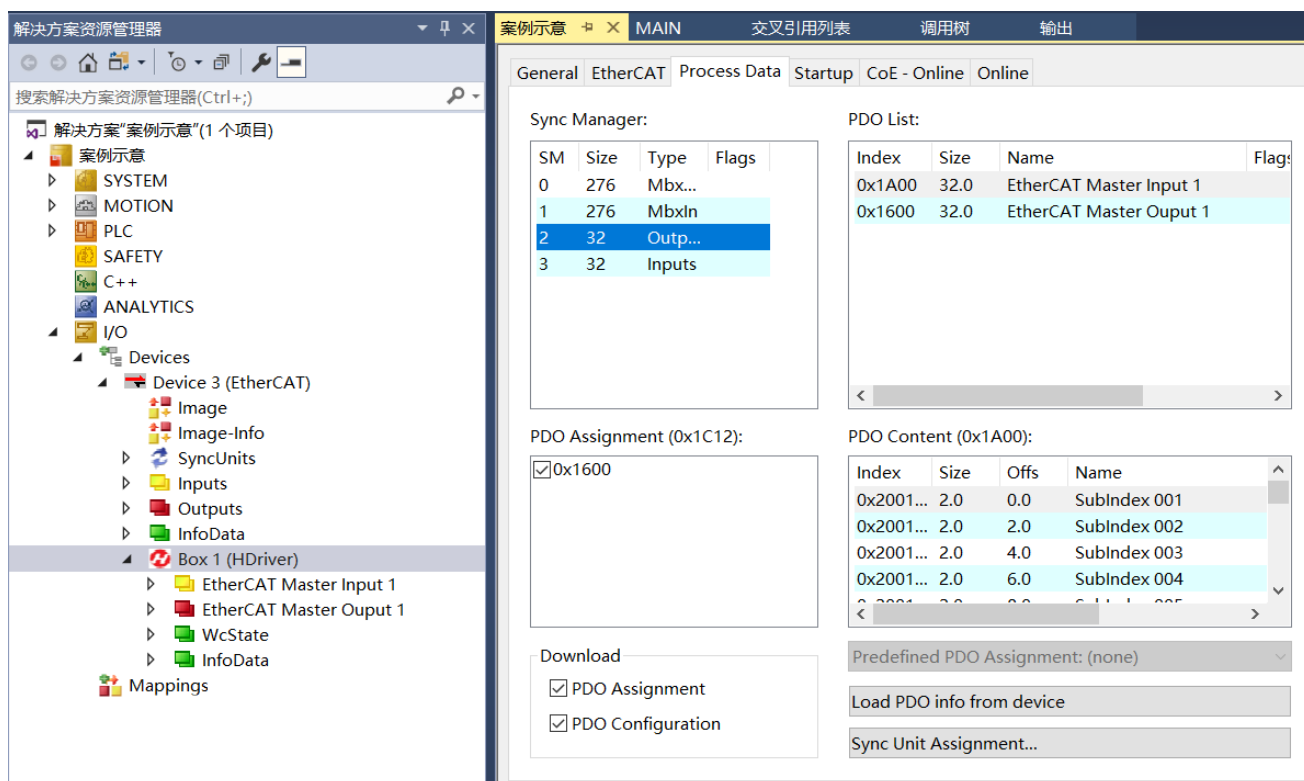 解决方案资源管理器
搜索解决方案资源管理器(Ctrl+;)
解决方案"案例示意"(1 个项目)
案例示意
SYSTEM
MOTION
PLC
SAFETY
C++
ANALYTICS
I/O
Devices
Device 3 (EtherCAT)
Image
Image-Info
SyncUnits
Inputs
Outputs
InfoData
Box 1 (HDriver)
EtherCAT Master Input 1
EtherCAT Master Ouput 1
WcState
InfoData
Mappings
案例示意 MAIN 交叉引用列表 调用树 输出
General EtherCAT Process Data Startup CoE - Online Online
Sync Manager:
SM Size Type Flags
0 276 Mbx...
1 276 MbxIn
2 32 Outp...
3 32 Inputs
PDO List:
Index Size Name Flags
0x1A00 32.0 EtherCAT Master Input 1
0x1600 32.0 EtherCAT Master Ouput 1
PDO Assignment (0x1C12):
0x1600
PDO Content (0x1A00):
Index Size Offs Name
0x2001... 2.0 0.0 SubIndex 001
0x2001... 2.0 2.0 SubIndex 002
0x2001... 2.0 4.0 SubIndex 003
0x2001... 2.0 6.0 SubIndex 004
Download
PDO Assignment
PDO Configuration
Predefined PDO Assignment: (none)
Load PDO info from device
Sync Unit Assignment...